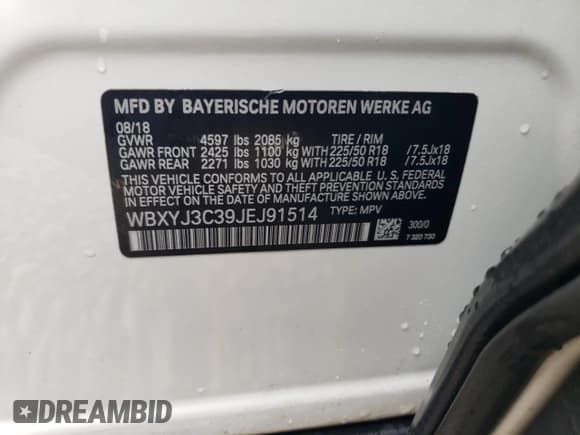 MFD BY BAYERISCHE MOTOREN WERKE AG
08/18
GVWR 4597 lbs 2085 kg TIRE / RIM
GAWR FRONT 2425 lbs 1100 kg WITH 225/50 R18 /7.5Jx18
GAWR REAR 2271 lbs 1030 kg WITH 225/50 R18 /7.5Jx18
THIS VEHICLE CONFORMS TO ALL APPLICABLE U. S. FEDERAL
MOTOR VEHICLE SAFETY STANDARDS IN EFFECT ON THE
DATE OF MANUFACTURE SHOWN ABOVE.
WBXYJ3C39JEJ91514 TYPE: MPV
300/0
7 320 730
DREAMBID